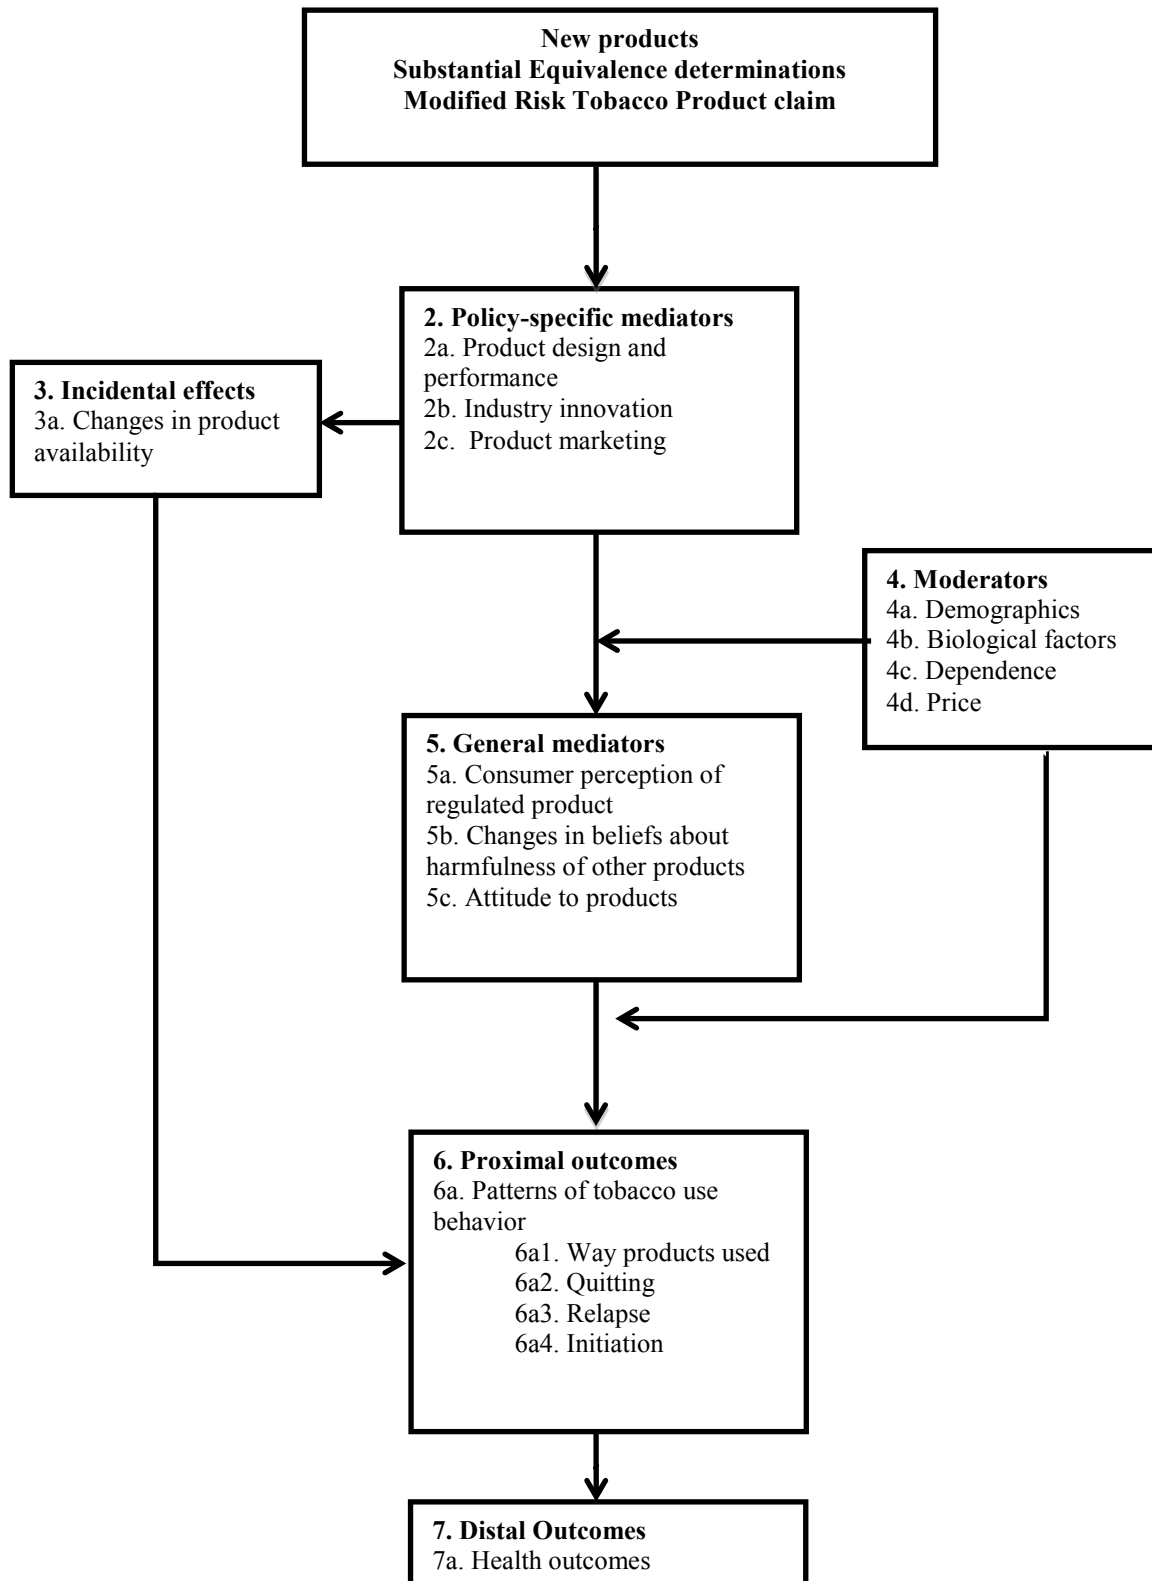 New products
Substantial Equivalence determinations
Modified Risk Tobacco Product claim
2. Policy-specific mediators
2a. Product design and
performance
2b. Industry innovation
2c.  Product marketing
3. Incidental effects
3a. Changes in product
availability
4. Moderators
4a. Demographics
4b. Biological factors
4c. Dependence
4d. Price
5. General mediators
5a. Consumer perception of
regulated product
5b. Changes in beliefs about
harmfulness of other products
5c. Attitude to products
6. Proximal outcomes
6a. Patterns of tobacco use
behavior
6a1. Way products used
6a2. Quitting
6a3. Relapse
6a4. Initiation
7. Distal Outcomes
7a. Health outcomes